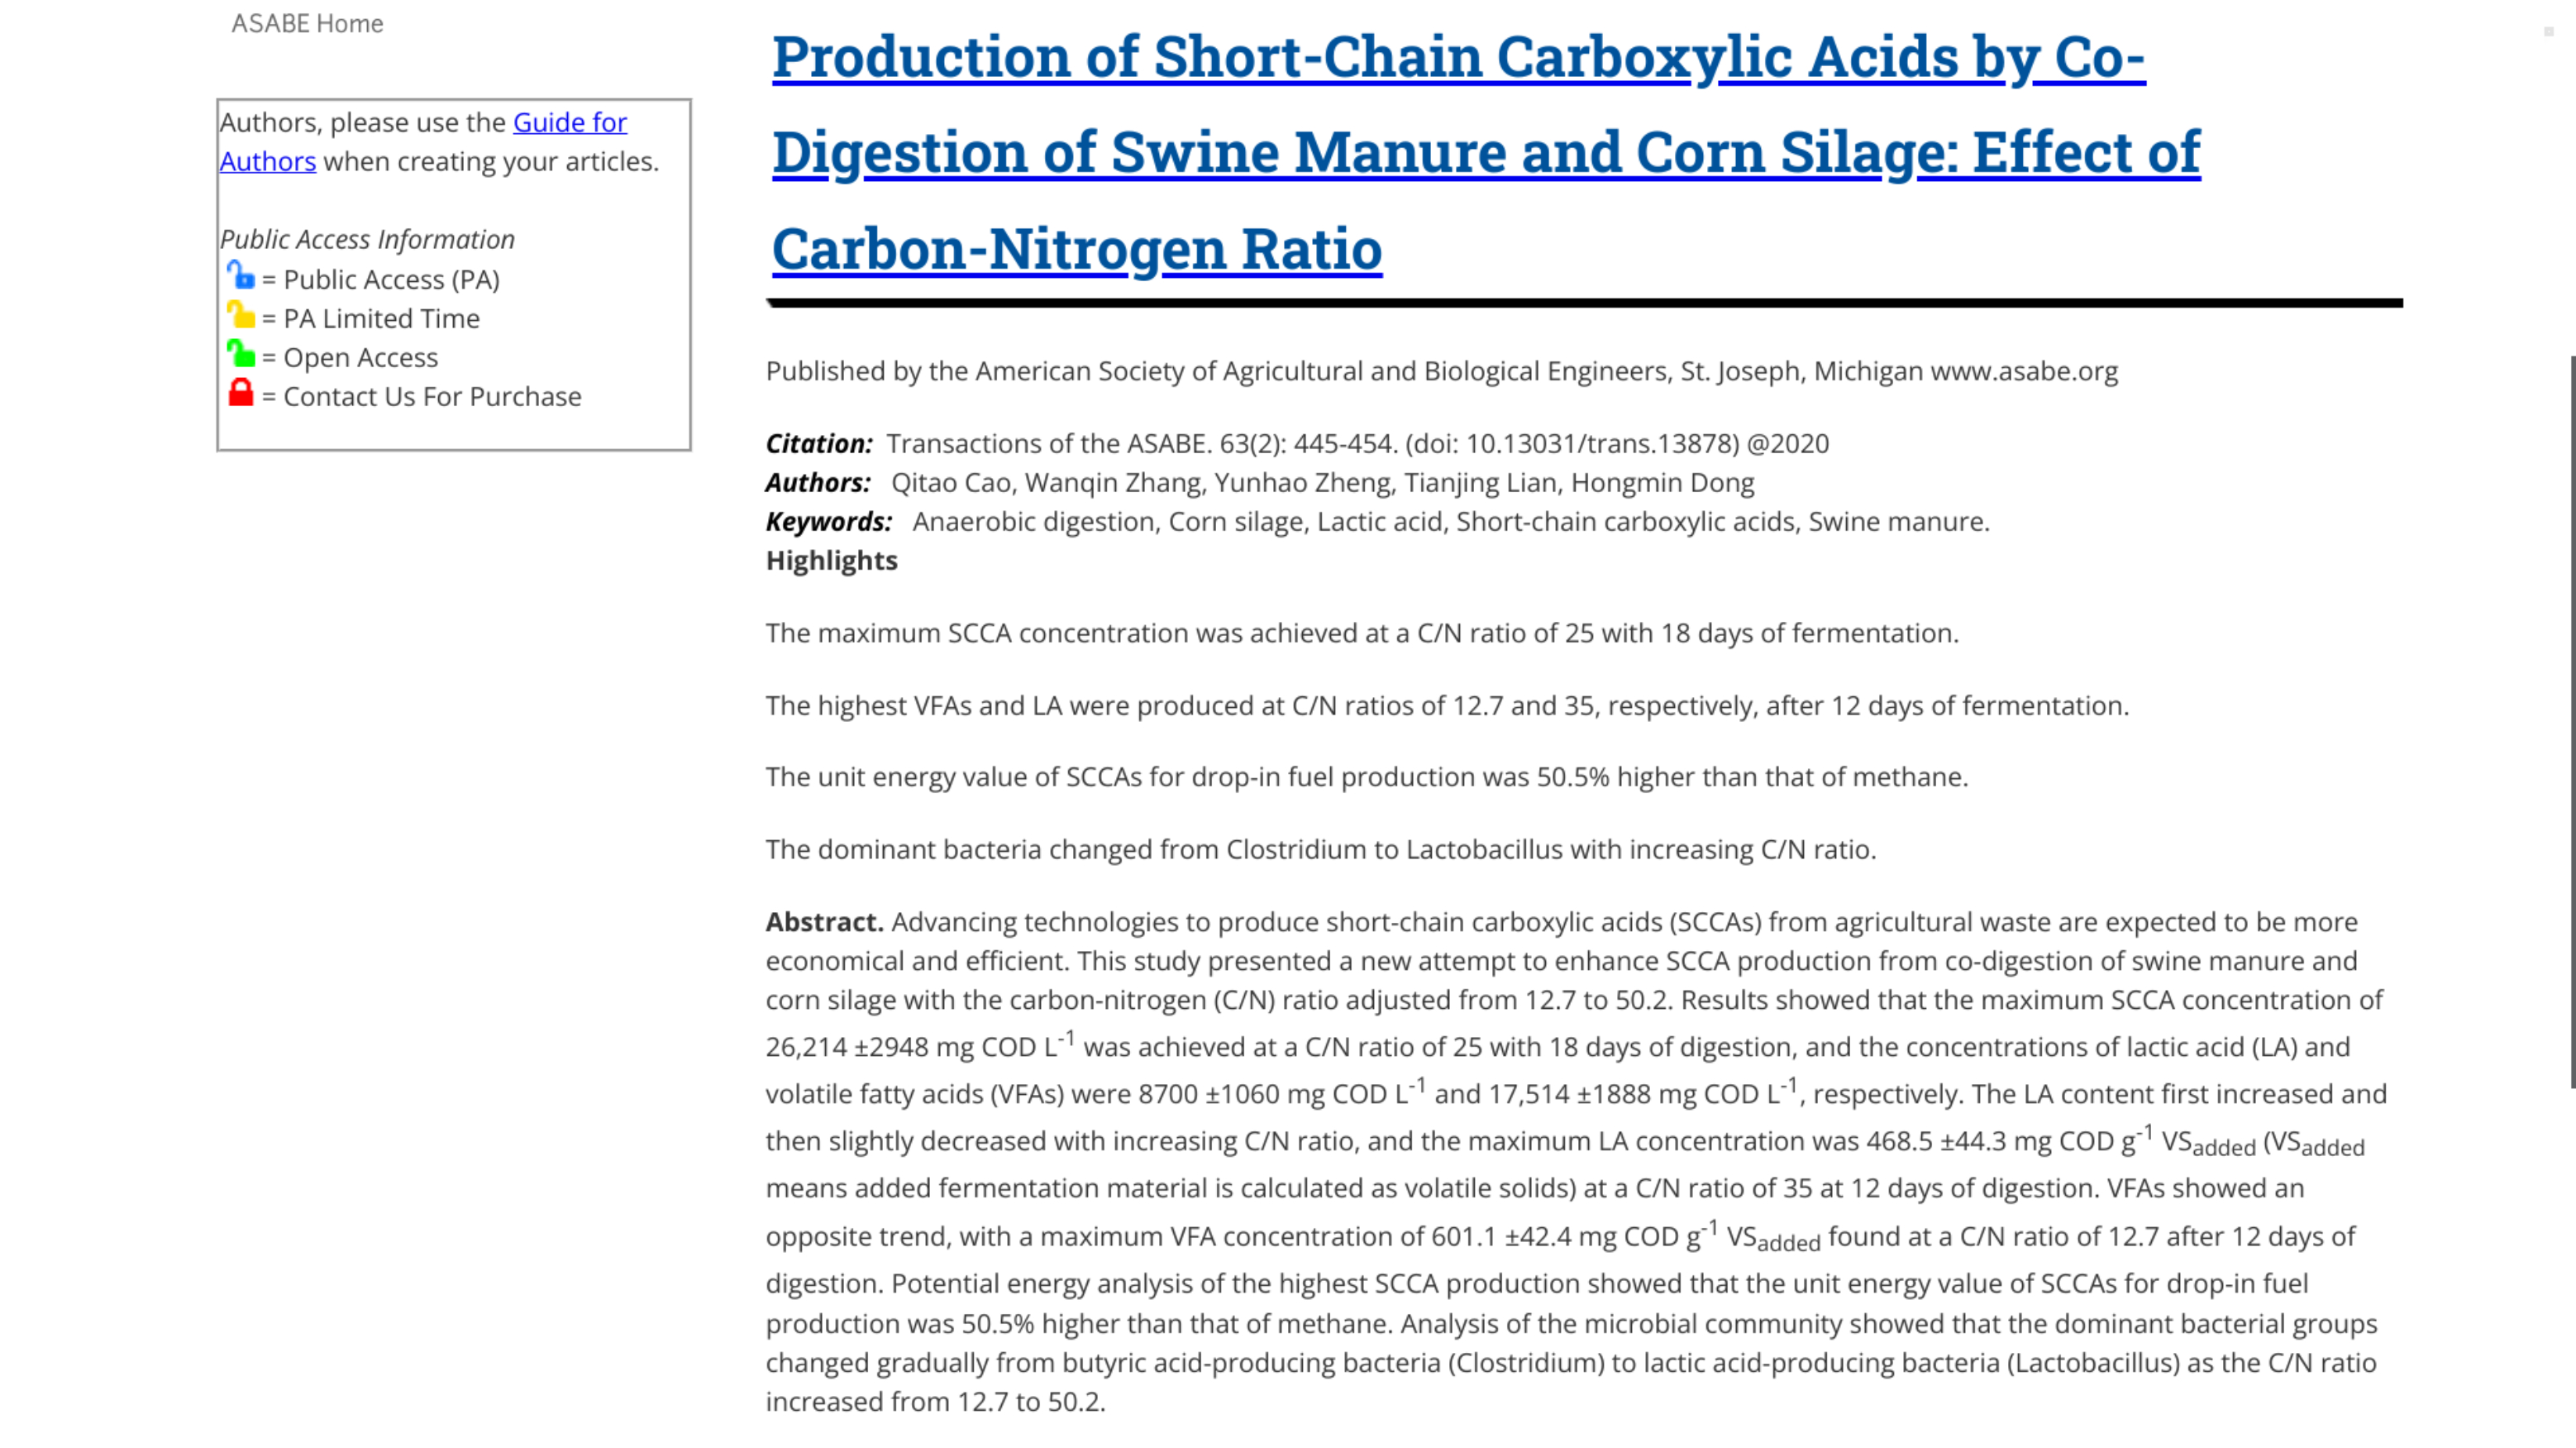 ASABE Home
Authors, please use the Guide for
Authors when creating your articles.
Public Access Information
= Public Access (PA)
= PA Limited Time
= Open Access
= Contact Us For Purchase
Production of Short-Chain Carboxylic Acids by Co-
Digestion of Swine Manure and Corn Silage: Effect of
Carbon-Nitrogen Ratio
Published by the American Society of Agricultural and Biological Engineers, St. Joseph, Michigan www.asabe.org
Citation: Transactions of the ASABE. 63(2): 445-454. (doi: 10.13031/trans.13878) @2020
Authors: Qitao Cao, Wanqin Zhang, Yunhao Zheng, Tianjing Lian, Hongmin Dong
Keywords: Anaerobic digestion, Corn silage, Lactic acid, Short-chain carboxylic acids, Swine manure.
Highlights
The maximum SCCA concentration was achieved at a C/N ratio of 25 with 18 days of fermentation.
The highest VFAs and LA were produced at C/N ratios of 12.7 and 35, respectively, after 12 days of fermentation.
The unit energy value of SCCAs for drop-in fuel production was 50.5% higher than that of methane.
The dominant bacteria changed from Clostridium to Lactobacillus with increasing C/N ratio.
Abstract. Advancing technologies to produce short-chain carboxylic acids (SCCAs) from agricultural waste are expected to be more
economical and efficient. This study presented a new attempt to enhance SCCA production from co-digestion of swine manure and
corn silage with the carbon-nitrogen (C/N) ratio adjusted from 12.7 to 50.2. Results showed that the maximum SCCA concentration of
26,214 ±2948 mg COD L-1 was achieved at a C/N ratio of 25 with 18 days of digestion, and the concentrations of lactic acid (LA) and
volatile fatty acids (VFAs) were 8700 ±1060 mg COD L-1 and 17,514 ±1888 mg COD L-1, respectively. The LA content first increased and
then slightly decreased with increasing C/N ratio, and the maximum LA concentration was 468.5 ±44.3 mg COD g-1 VSadded (VSadded
means added fermentation material is calculated as volatile solids) at a C/N ratio of 35 at 12 days of digestion. VFAs showed an
opposite trend, with a maximum VFA concentration of 601.1 ±42.4 mg COD g-1 VSadded found at a C/N ratio of 12.7 after 12 days of
digestion. Potential energy analysis of the highest SCCA production showed that the unit energy value of SCCAs for drop-in fuel
production was 50.5% higher than that of methane. Analysis of the microbial community showed that the dominant bacterial groups
changed gradually from butyric acid-producing bacteria (Clostridium) to lactic acid-producing bacteria (Lactobacillus) as the C/N ratio
increased from 12.7 to 50.2.